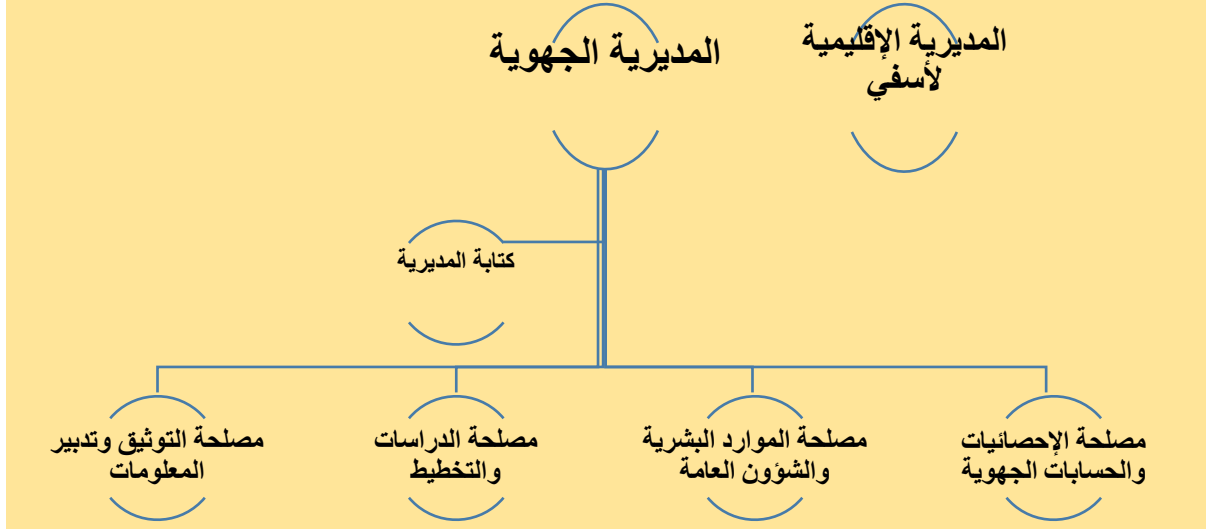 المديرية الإقليمية
لأسفي
المديرية الجهوية
كتابة المديرية
مصلحة الإحصائيات
والحسابات الجهوية
مصلحة الموارد البشرية
والشؤون العامة
مصلحة الدراسات
والتخطيط
مصلحة التوثيق وتدبير
المعلومات